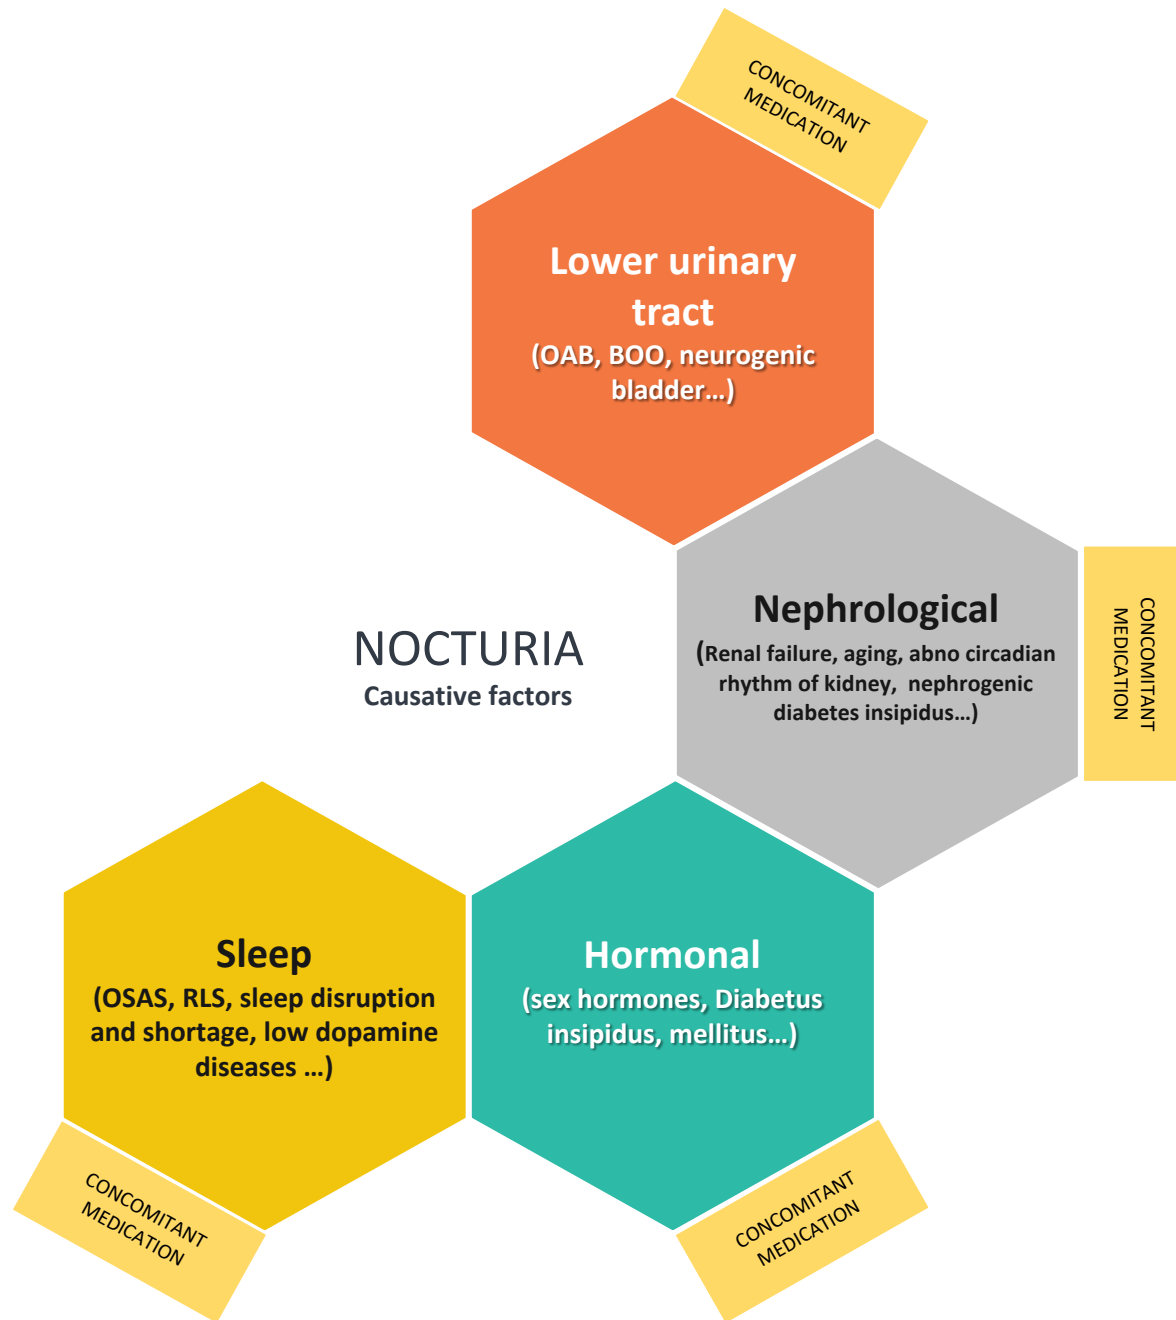 CONCOMITANT
MEDICATION
Lower urinary
tract
(OAB, BOO, neurogenic
bladder…)
NOCTURIA
Causative factors
Nephrological
(Renal failure, aging, abno circadian
rhythm of kidney, nephrogenic
diabetes insipidus…)
CONCOMITANT
MEDICATION
Sleep
(OSAS, RLS, sleep disruption
and shortage, low dopamine
diseases …)
Hormonal
(sex hormones, Diabetus
insipidus, mellitus…)
CONCOMITANT
MEDICATION
CONCOMITANT
MEDICATION